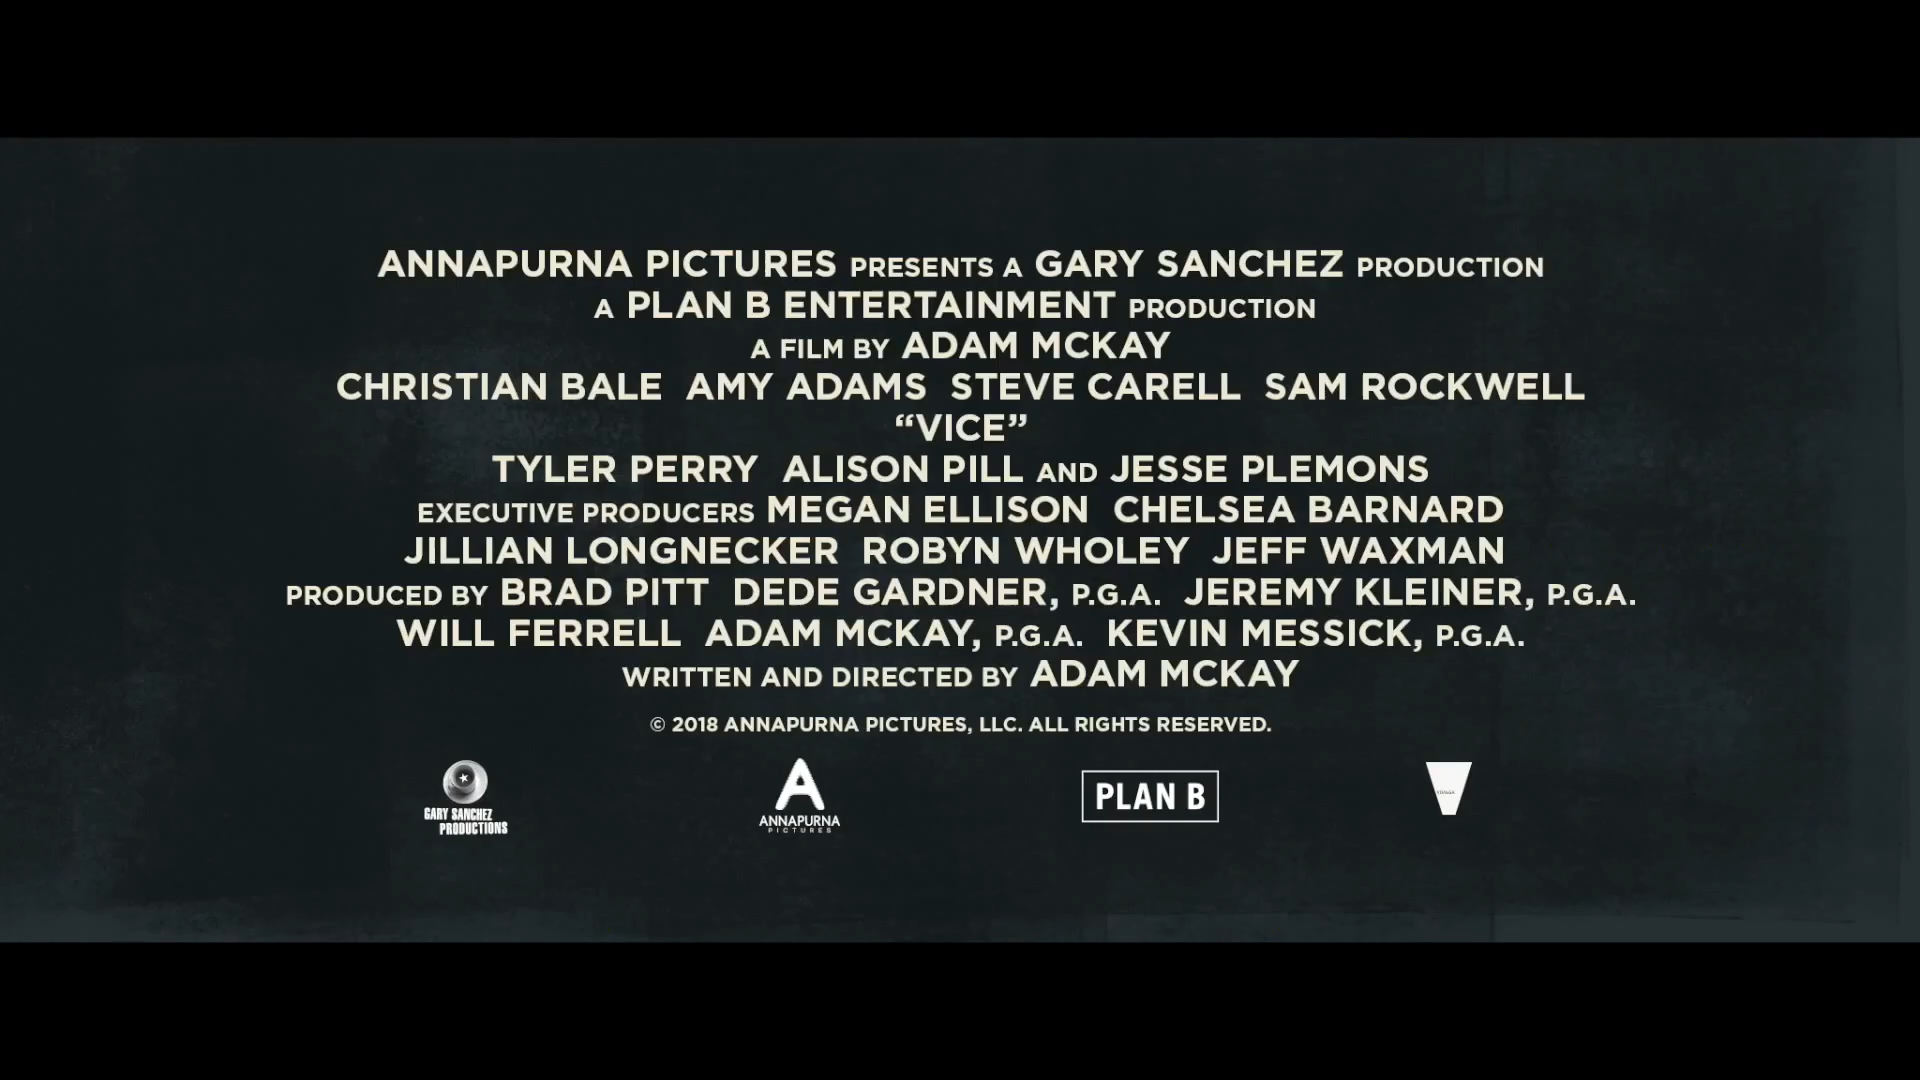 ANNAPURNA PICTURES PRESENTS A GARY SANCHEZ PRODUCTION
A PLAN B ENTERTAINMENT PRODUCTION
A FILM BY ADAM MCKAY
CHRISTIAN BALE AMY ADAMS STEVE CARELL SAM ROCKWELL
“VICE”
TYLER PERRY ALISON PILL AND JESSE PLEMONS
EXECUTIVE PRODUCERS MEGAN ELLISON CHELSEA BARNARD
JILLIAN LONGNECKER ROBYN WHOLEY JEFF WAXMAN
PRODUCED BY BRAD PITT DEDE GARDNER, P.G.A. JEREMY KLEINER, P.G.A.
WILL FERRELL ADAM MCKAY, P.G.A. KEVIN MESSICK, P.G.A.
WRITTEN AND DIRECTED BY ADAM MCKAY
© 2018 ANNAPURNA PICTURES, LLC. ALL RIGHTS RESERVED.
GARY SANCHEZ
PRODUCTIONS
ANNAPURNA
PICTURES
PLAN B